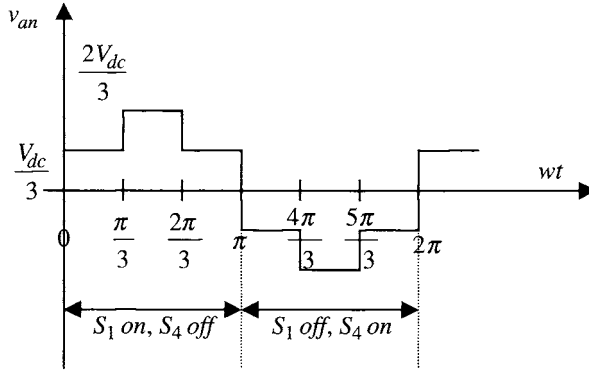 v_an
2V_dc
3
V_dc
3
wt
0
π
3
2π
3
π
4π
3
5π
3
2π
S_1 on, S_4 off
S_1 off, S_4 on